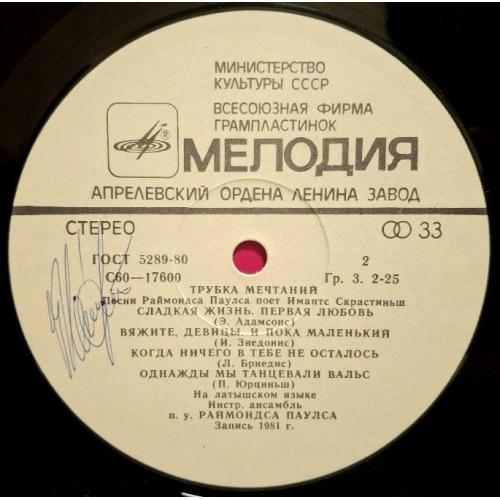 МИНИСТЕРСТВО
КУЛЬТУРЫ СССР
ВСЕСОЮЗНАЯ ФИРМА
ГРАМПЛАСТИНОК
®
МЕЛОДИЯ
АПРЕЛЕВСКИЙ ОРДЕНА ЛЕНИНА ЗАВОД
СТЕРЕО 33
ГОСТ 5289-80 2
С60—17600 Гр. 3. 2-25
ТРУБКА МЕЧТАНИЙ
Песни Раймондса Паулса поет Имантс Скрастиньш
СЛАДКАЯ ЖИЗНЬ. ПЕРВАЯ ЛЮБОВЬ
(Э. Адамсонс)
ВЯЖИТЕ, ДЕВИЦЫ. И ПОКА МАЛЕНЬКИЙ
(И. Зиедонис)
КОГДА НИЧЕГО В ТЕБЕ НЕ ОСТАЛОСЬ
(Л. Бриедис)
ОДНАЖДЫ МЫ ТАНЦЕВАЛИ ВАЛЬС
(П. Юрциньш)
На латышском языке
Инстр. ансамбль
п. у. РАЙМОНДСА ПАУЛСА
Запись 1981 г.